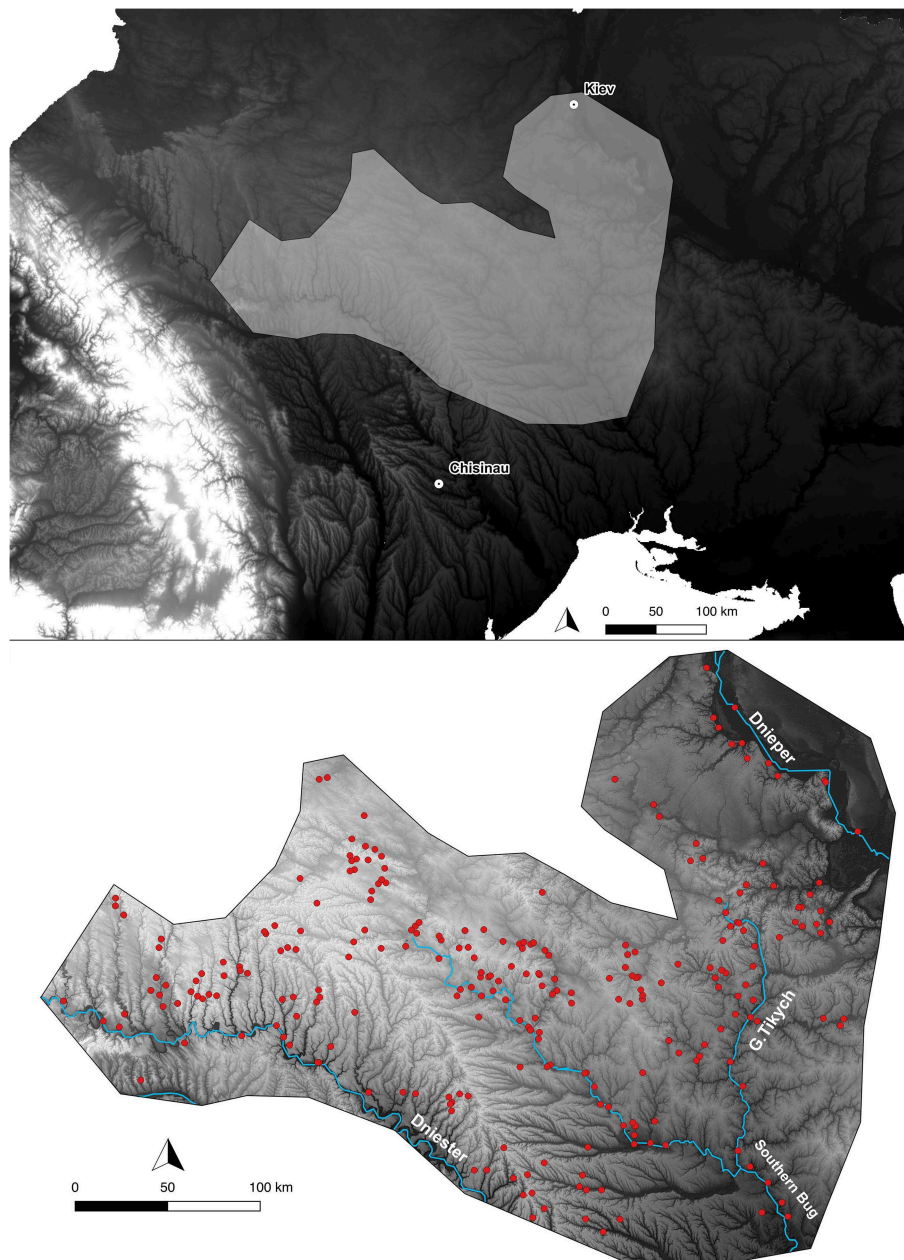 Kiev
Chisinau
0 50 100 km
Dnieper
G.Tikych
Dniester
Southern Bug
0 50 100 km